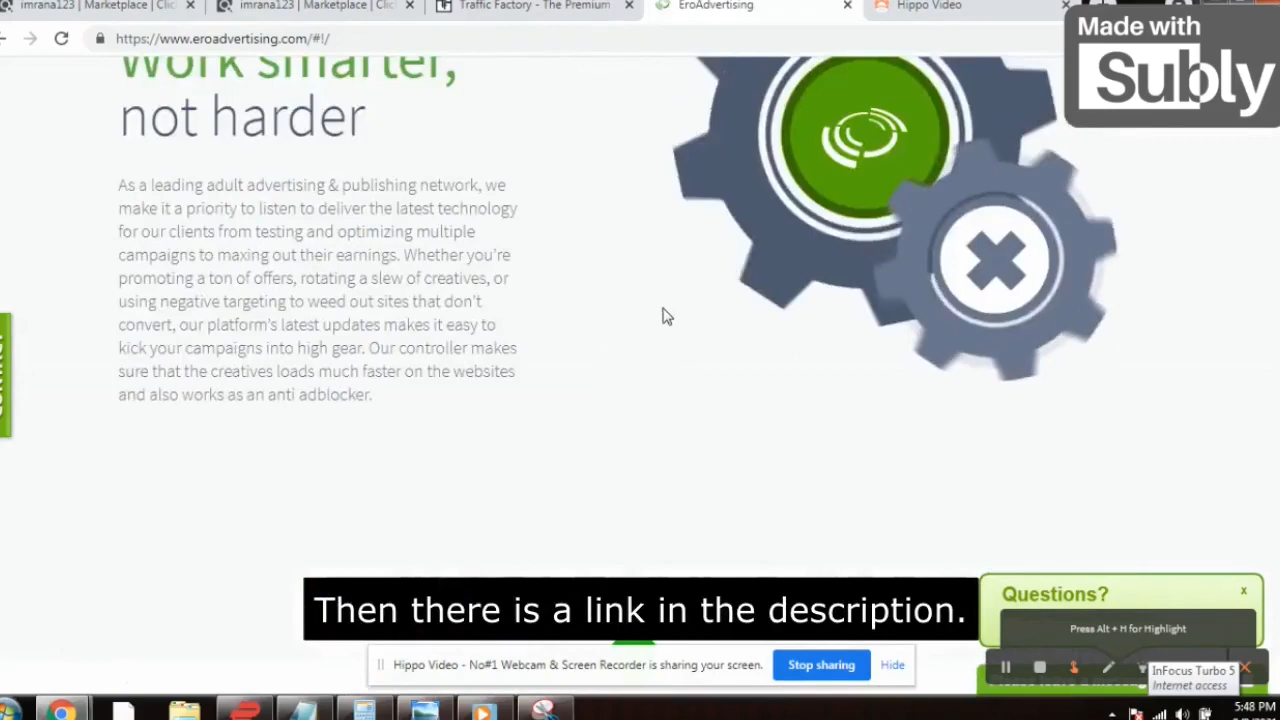 imrana123 | Marketplace | Clic
imrana123 | Marketplace | Click
Traffic Factory - The Premium
EroAdvertising
Hippo Video
https://www.eroadvertising.com/#!/
Made with
Subly
Work smarter,
not harder
As a leading adult advertising & publishing network, we
make it a priority to listen to deliver the latest technology
for our clients from testing and optimizing multiple
campaigns to maxing out their earnings. Whether you're
promoting a ton of offers, rotating a slew of creatives, or
using negative targeting to weed out sites that don't
convert, our platform's latest updates makes it easy to
kick your campaigns into high gear. Our controller makes
sure that the creatives loads much faster on the websites
and also works as an anti adblocker.
Then there is a link in the description.
Questions?
x
Press Alt + H for Highlight
Hippo Video - No#1 Webcam & Screen Recorder is sharing your screen.
Stop sharing
Hide
InFocus Turbo 5
Internet access
5:48 PM